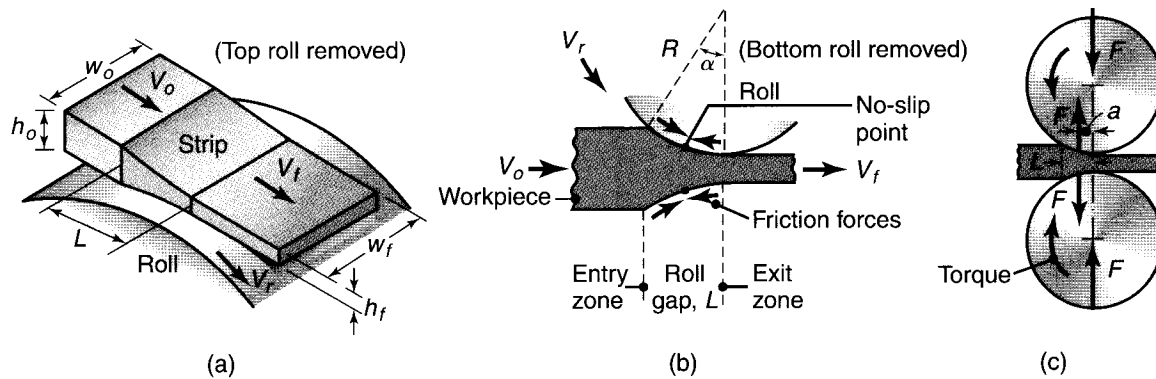 (Top roll removed)
w_o
V_o
h_o
Strip
V_f
L
Roll
V_r
w_f
h_f
(a)
V_r
R
α
(Bottom roll removed)
Roll
No-slip
point
V_o
V_f
Workpiece
Friction forces
Entry
zone
Roll
gap, L
Exit
zone
(b)
F
F
a
L
F
Torque
F
(c)